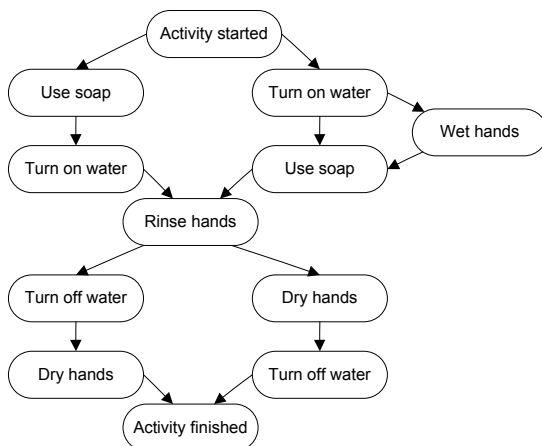 Activity started
Use soap
Turn on water
Wet hands
Turn on water
Use soap
Rinse hands
Turn off water
Dry hands
Dry hands
Turn off water
Activity finished